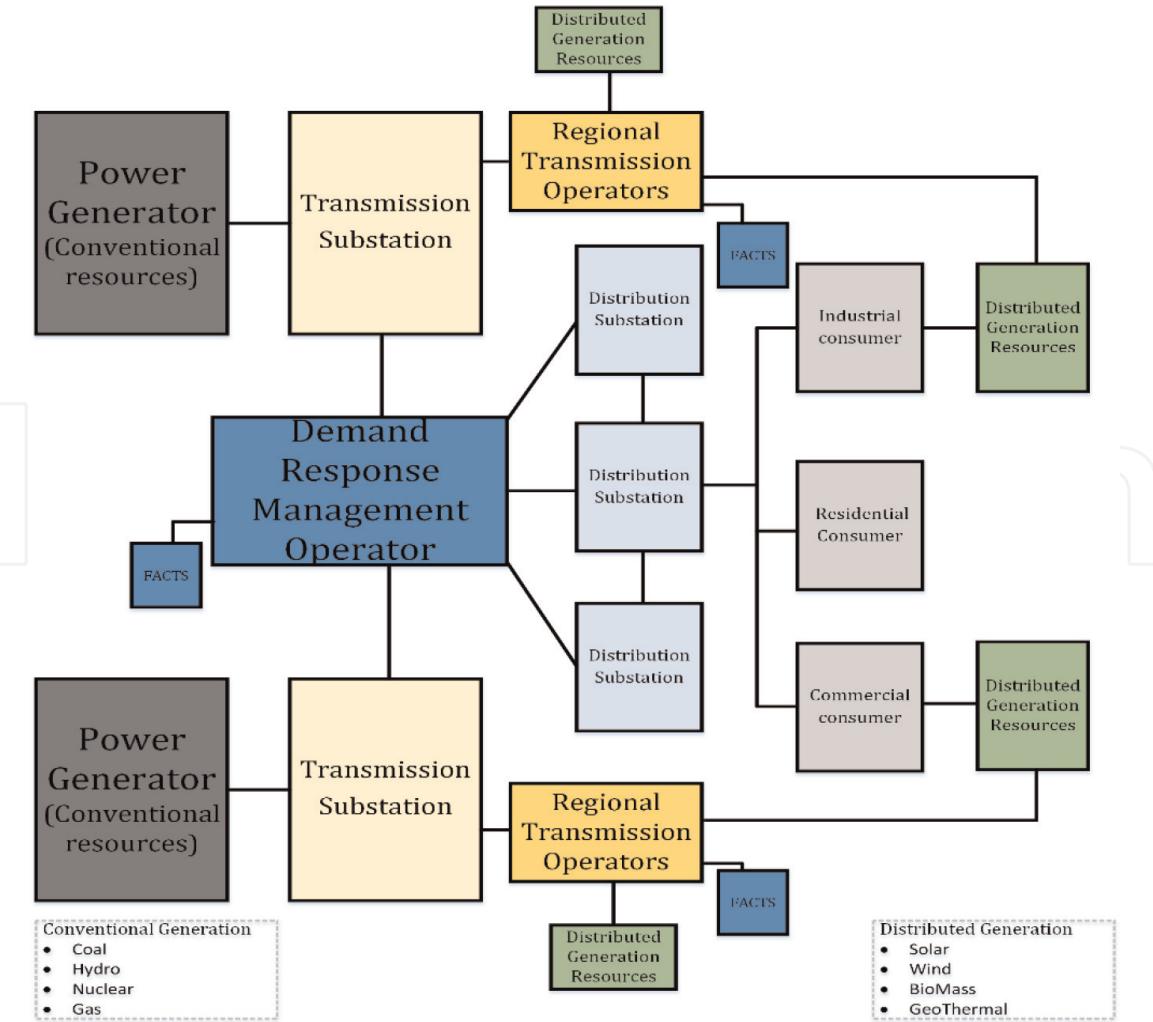 Distributed
Generation
Resources
Power
Generator
(Conventional
resources)
Transmission
Substation
Regional
Transmission
Operators
FACTS
Distribution
Substation
Industrial
consumer
Distributed
Generation
Resources
Demand
Response
Management
Operator
Distribution
Substation
Residential
Consumer
FACTS
Distribution
Substation
Commercial
consumer
Distributed
Generation
Resources
Power
Generator
(Conventional
resources)
Transmission
Substation
Regional
Transmission
Operators
FACTS
Distributed
Generation
Resources
Conventional Generation
• Coal
• Hydro
• Nuclear
• Gas
Distributed Generation
• Solar
• Wind
• BioMass
• GeoThermal